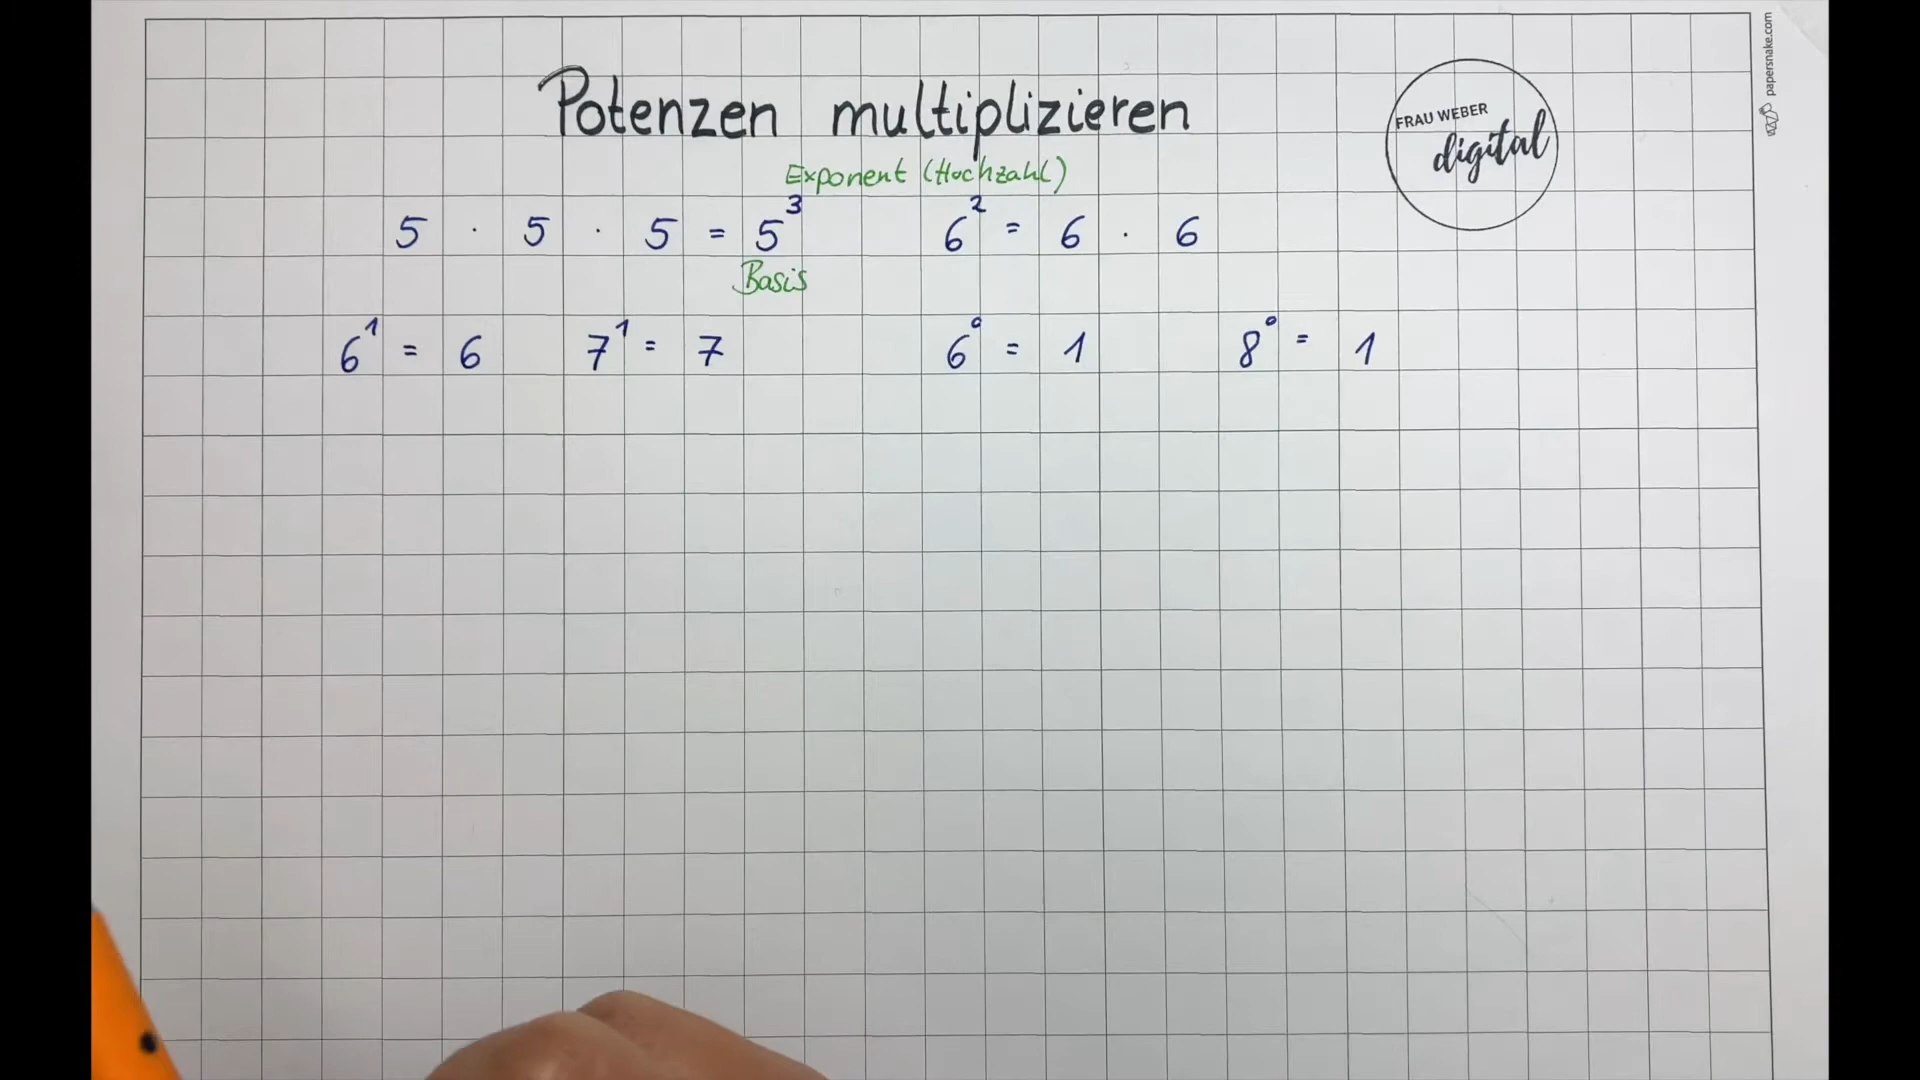 Potenzen multiplizieren
FRAU WEBER
digital
papersnake.com
Exponent (Hochzahl)
5 · 5 · 5 = 5³ 6² = 6 · 6
Basis
6¹ = 6 7¹ = 7 6⁰ = 1 8⁰ = 1